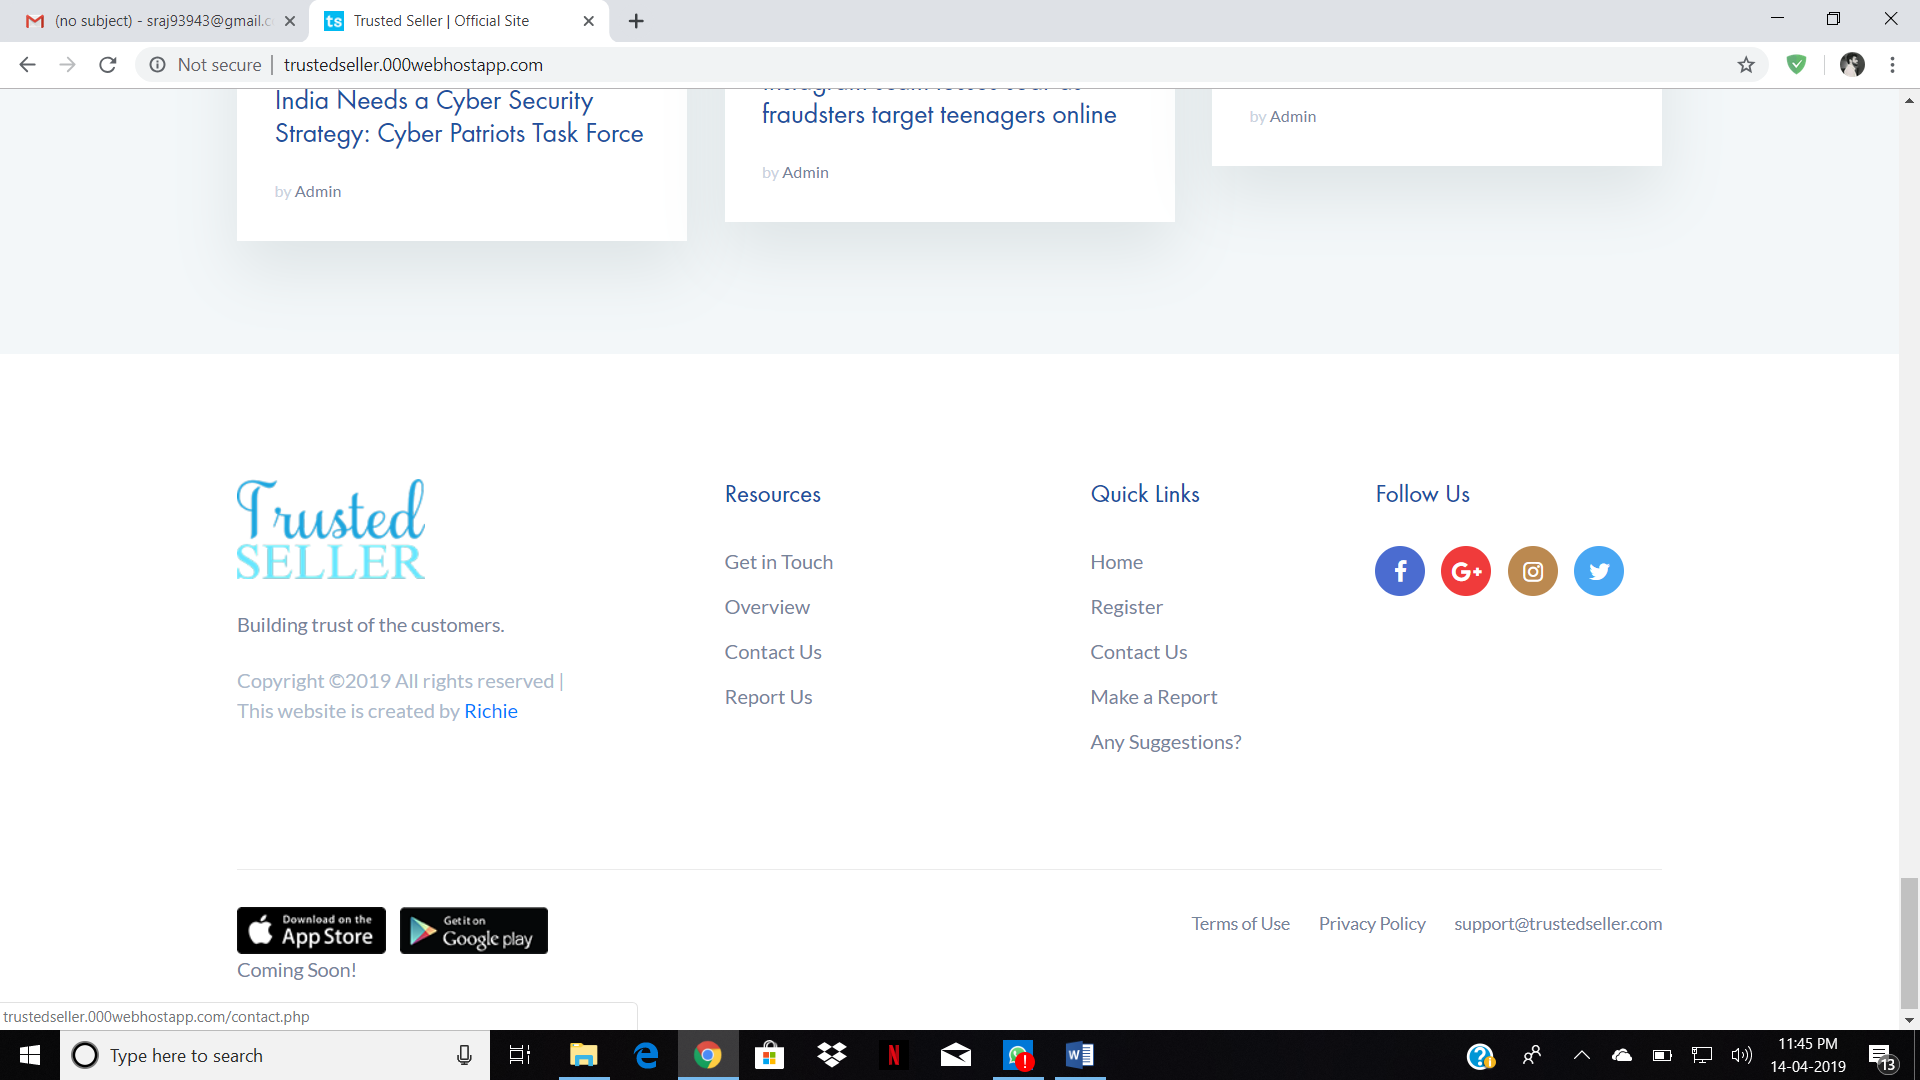 (no subject) - sraj93943@gmail.c
Trusted Seller | Official Site
Not secure
trustedseller.000webhostapp.com
India Needs a Cyber Security
Strategy: Cyber Patriots Task Force
by Admin
fraudsters target teenagers online
by Admin
by Admin
Trusted
SELLER
Building trust of the customers.
Copyright ©2019 All rights reserved |
This website is created by Richie
Resources
Get in Touch
Overview
Contact Us
Report Us
Quick Links
Home
Register
Contact Us
Make a Report
Any Suggestions?
Follow Us
Download on the
App Store
Get it on
Google play
Coming Soon!
Terms of Use
Privacy Policy
support@trustedseller.com
trustedseller.000webhostapp.com/contact.php
Type here to search
11:45 PM
14-04-2019
13